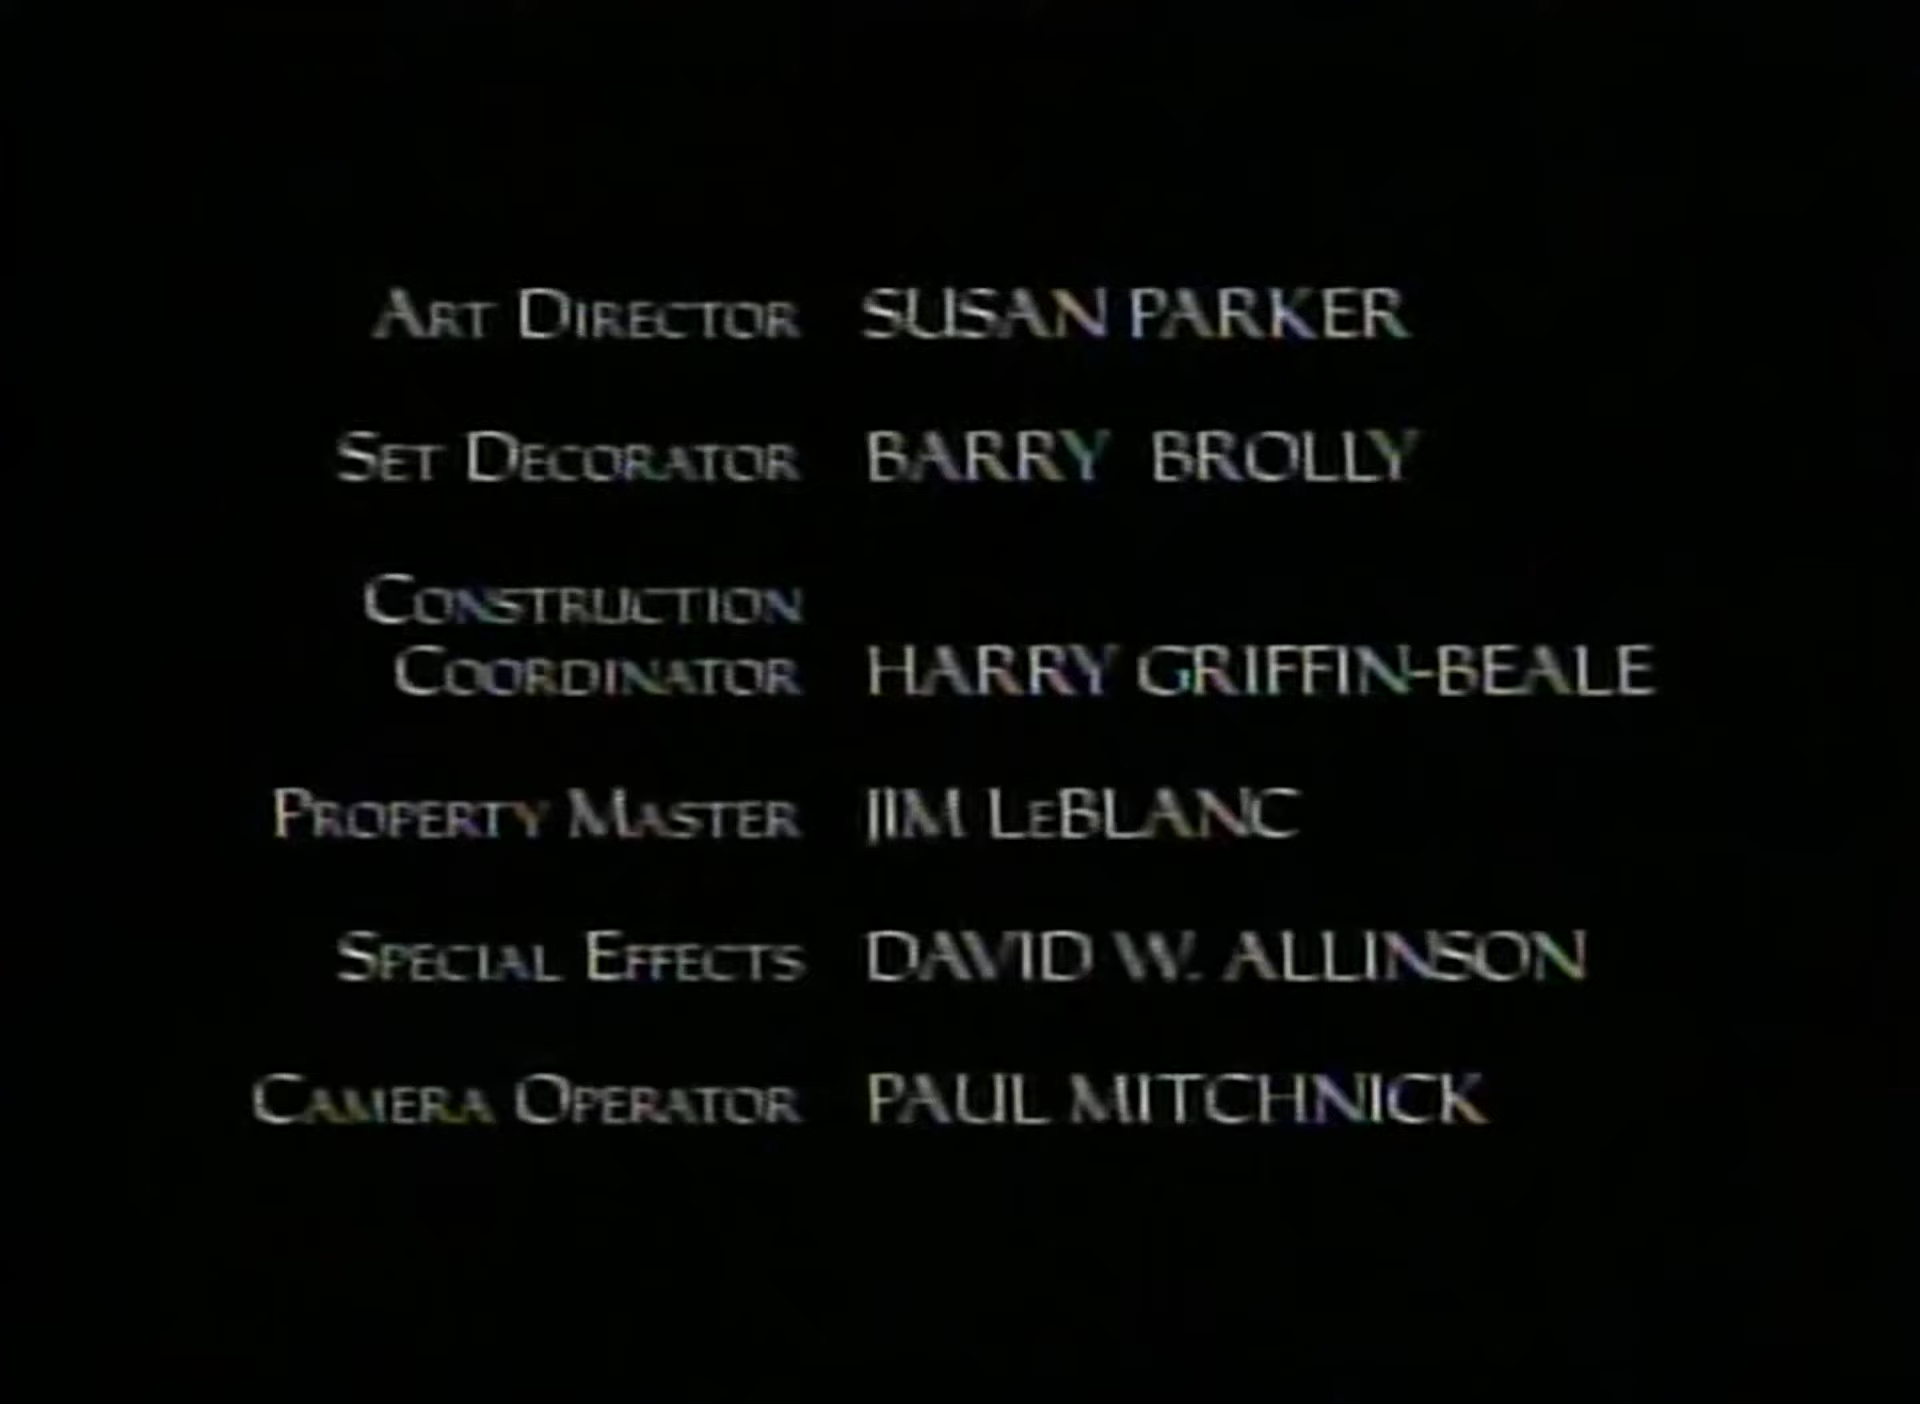 Art Director SUSAN PARKER
Set Decorator BARRY BROLLY
Construction
Coordinator HARRY GRIFFIN-BEALE
Property Master JIM LeBLANC
Special Effects DAVID W. ALLINSON
Camera Operator PAUL MITCHNICK